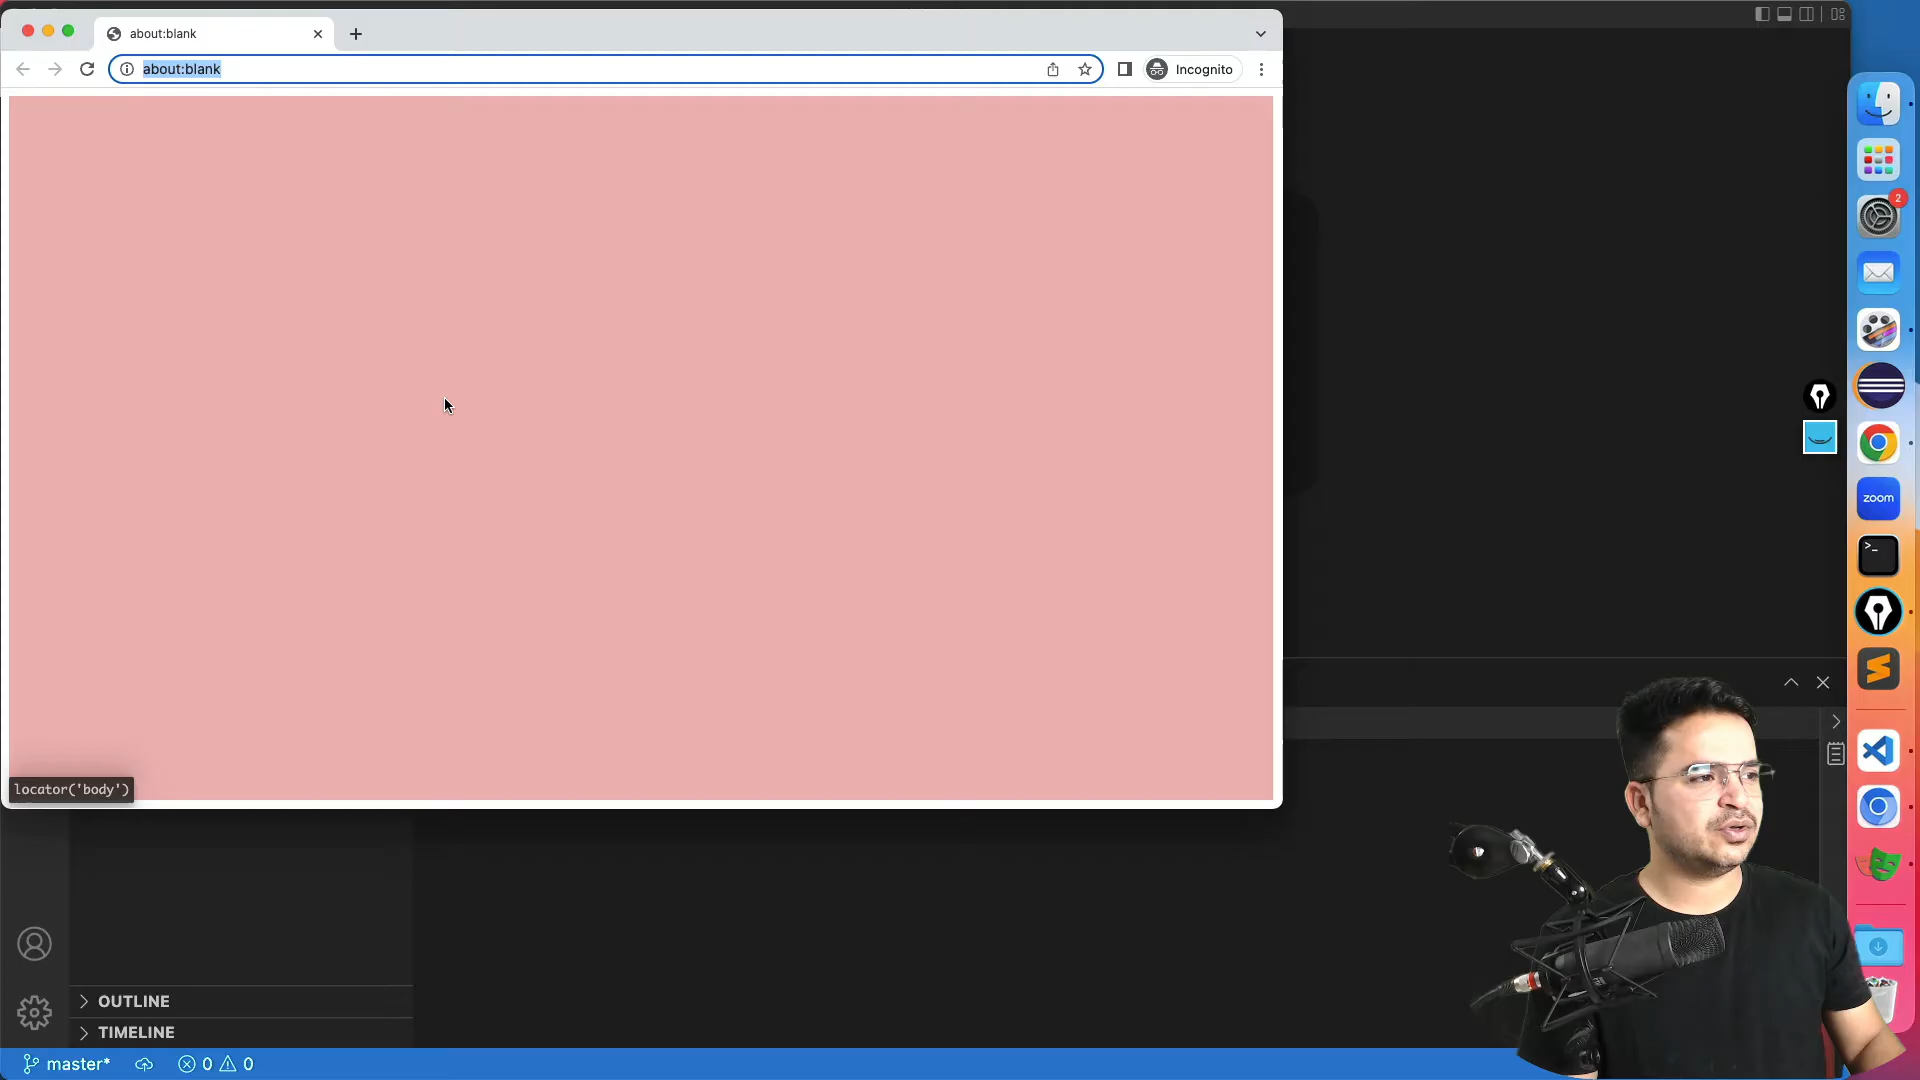 about:blank
about:blank
Incognito
2
zoom
>_
locator('body')
OUTLINE
TIMELINE
master*
0
0